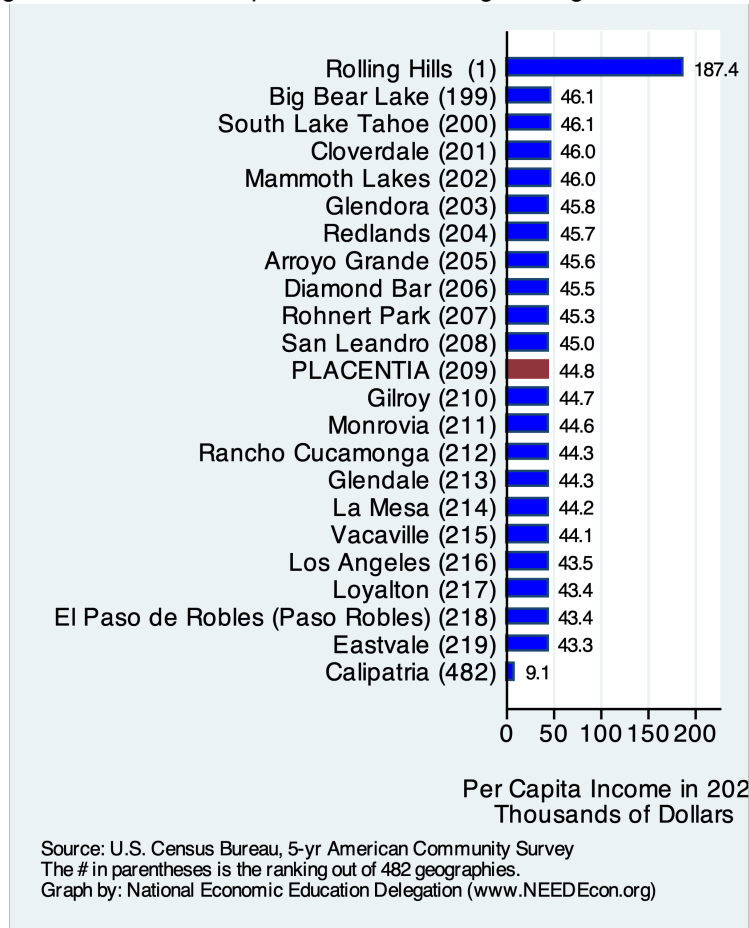 Rolling Hills (1) 187.4
Big Bear Lake (199) 46.1
South Lake Tahoe (200) 46.1
Cloverdale (201) 46.0
Mammoth Lakes (202) 46.0
Glendora (203) 45.8
Redlands (204) 45.7
Arroyo Grande (205) 45.6
Diamond Bar (206) 45.5
Rohnert Park (207) 45.3
San Leandro (208) 45.0
PLACENTIA (209) 44.8
Gilroy (210) 44.7
Monrovia (211) 44.6
Rancho Cucamonga (212) 44.3
Glendale (213) 44.3
La Mesa (214) 44.2
Vacaville (215) 44.1
Los Angeles (216) 43.5
Loyalton (217) 43.4
El Paso de Robles (Paso Robles) (218) 43.4
Eastvale (219) 43.3
Calipatria (482) 9.1
0 50 100 150 200
Per Capita Income in 202
Thousands of Dollars
Source: U.S. Census Bureau, 5-yr American Community Survey
The # in parentheses is the ranking out of 482 geographies.
Graph by: National Economic Education Delegation (www.NEEDEcon.org)